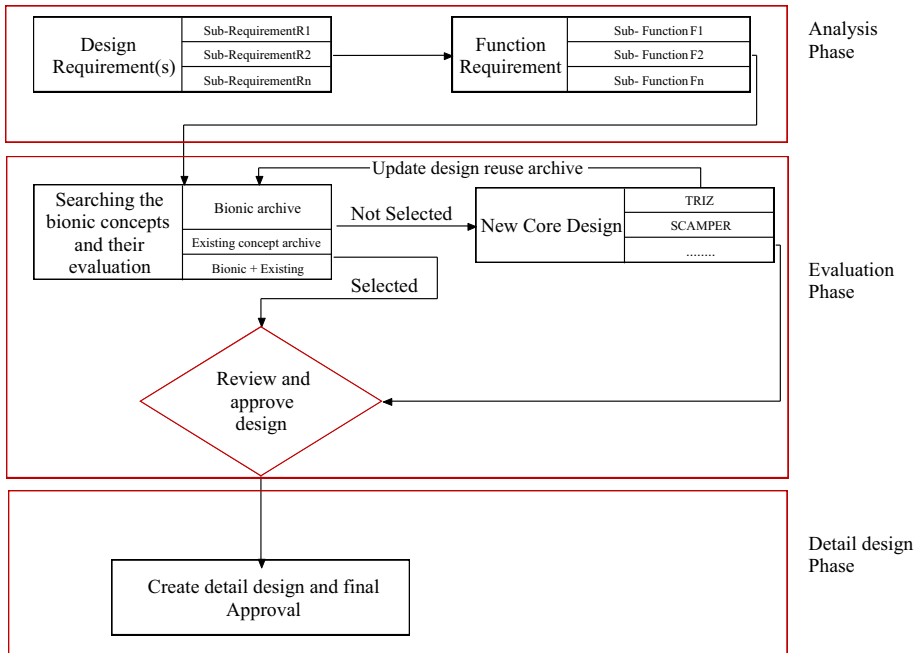 Design
Requirement(s)
Sub-RequirementR1
Sub-RequirementR2
Sub-RequirementRn
Function
Requirement
Sub- Function F1
Sub- Function F2
Sub- Function Fn
Analysis
Phase
Update design reuse archive
Searching the
bionic concepts
and their
evaluation
Bionic archive
Existing concept archive
Bionic + Existing
Not Selected
Selected
New Core Design
TRIZ
SCAMPER
........
Evaluation
Phase
Review and
approve
design
Detail design
Phase
Create detail design and final
Approval